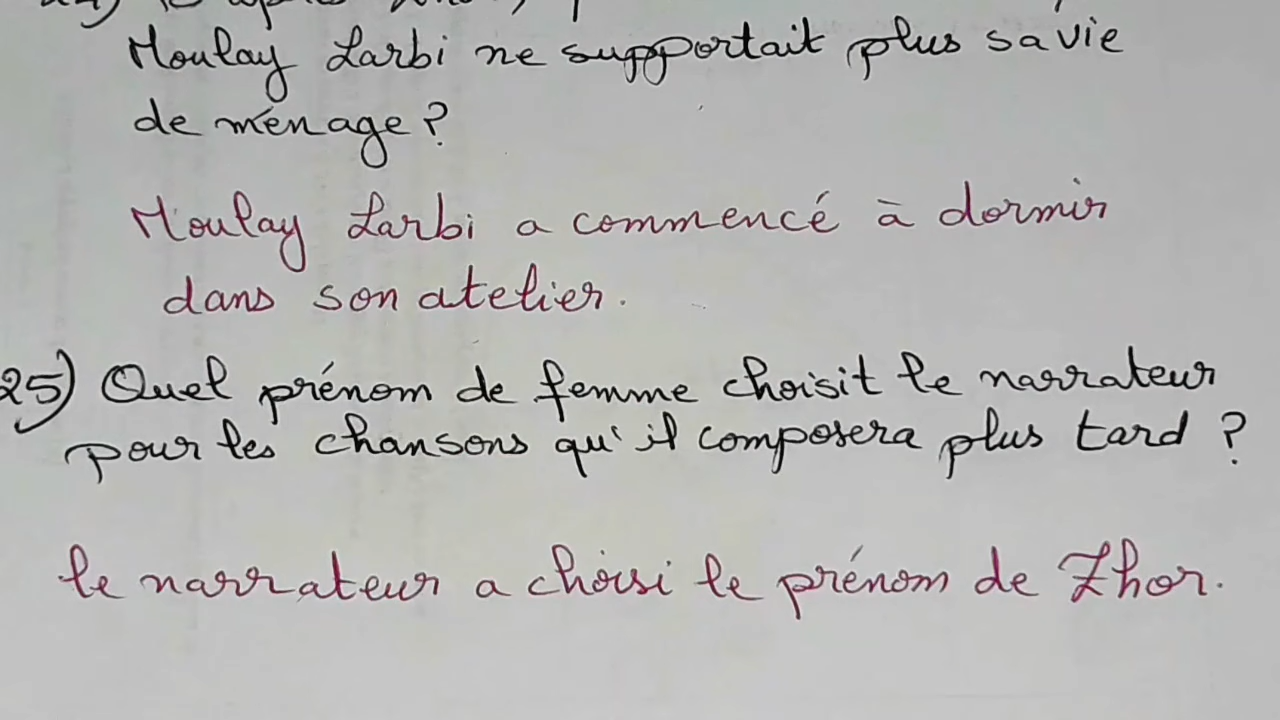 Moulay Larbi ne supportait plus sa vie
de ménage ?
Moulay Larbi a commencé à dormir
dans son atelier.
25) Quel prénom de femme choisit le narrateur
pour les chansons qu'il composera plus tard ?
le narrateur a choisi le prénom de Zhor.